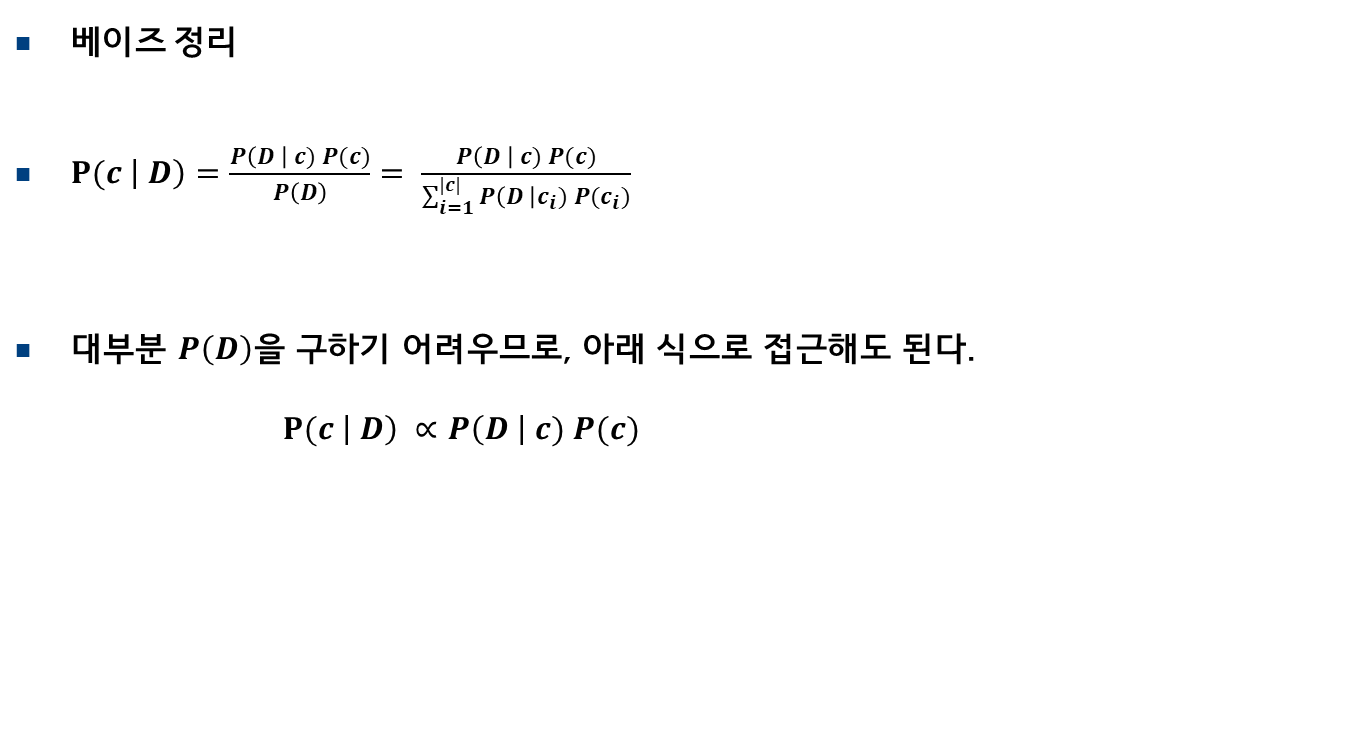 ▪ 베이즈 정리
▪ P(c | D) = P(D | c) P(c) / P(D) = P(D | c) P(c) / ∑_{i=1}^{|c|} P(D |c_i) P(c_i)
▪ 대부분 P(D)을 구하기 어려우므로, 아래 식으로 접근해도 된다.
P(c | D) ∝ P(D | c) P(c)